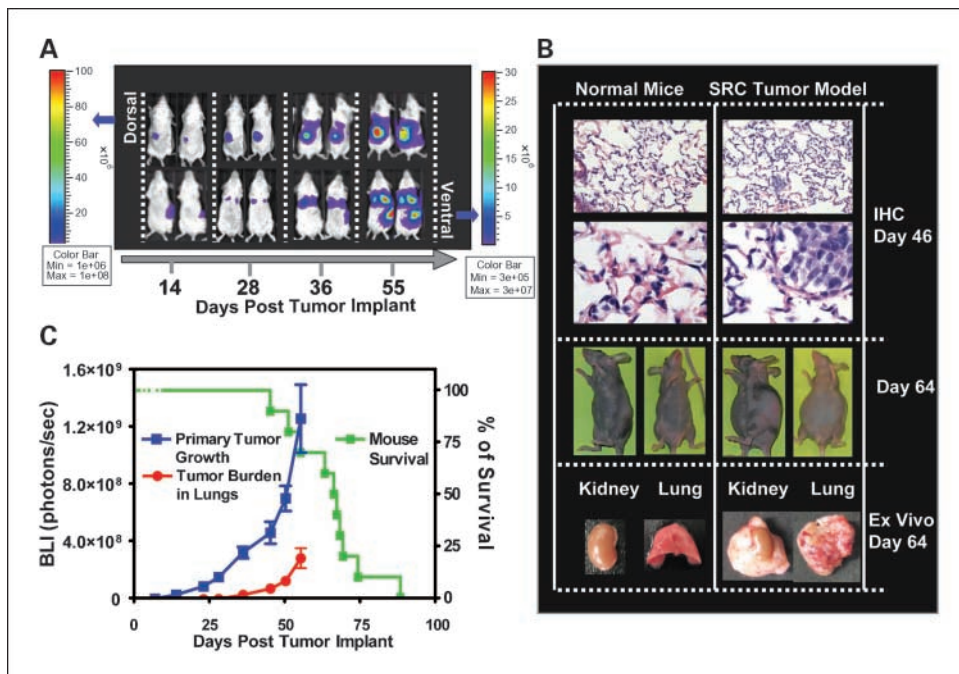 A
100
80
60
40
20
0
×10⁶
Color Bar
Min = 1e+06
Max = 1e+08
Dorsal
Ventral
30
25
20
15
10
5
×10⁶
Color Bar
Min = 3e+05
Max = 3e+07
14 28 36 55
Days Post Tumor Implant
B
Normal Mice SRC Tumor Model
IHC
Day 46
Day 64
Kidney Lung Kidney Lung
Ex Vivo
Day 64
C
1.6×10⁹
1.2×10⁹
8.0×10⁸
4.0×10⁸
0
BLI (photons/sec)
Primary Tumor
Growth
Tumor Burden
in Lungs
Mouse
Survival
100
75
50
25
0
% of Survival
0 25 50 75 100
Days Post Tumor Implant